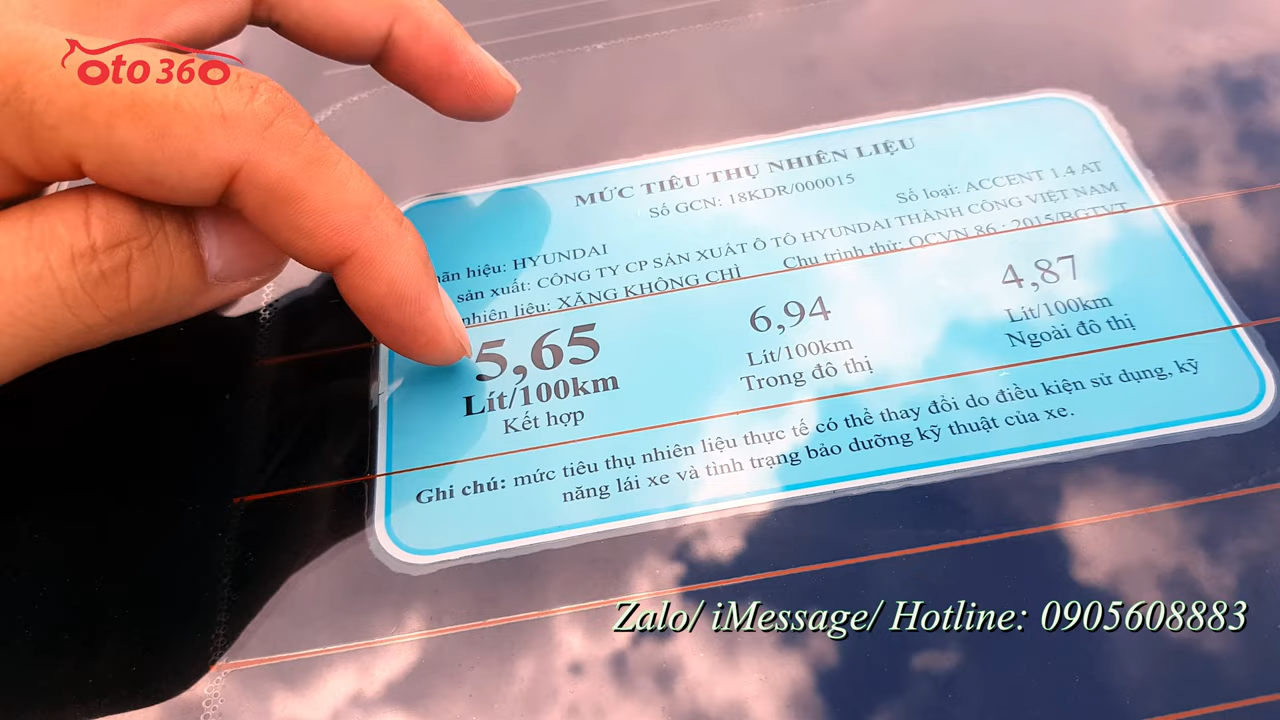 oto 360
MỨC TIÊU THỤ NHIÊN LIỆU
Số GCN: 18KDR/000015
Số loại: ACCENT 1.4 AT
hiệu: HYUNDAI
sản xuất: CÔNG TY CP SẢN XUẤT Ô TÔ HYUNDAI THÀNH CÔNG VIỆT NAM
nhiên liệu: XĂNG KHÔNG CHÌ Chu trình thử: QCVN 86 : 2015/BGTVT
5,65 6,94 4,87
Lít/100km Lít/100km Lít/100km
Kết hợp Trong đô thị Ngoài đô thị
Ghi chú: mức tiêu thụ nhiên liệu thực tế có thể thay đổi do điều kiện sử dụng, kỹ
năng lái xe và tình trạng bảo dưỡng kỹ thuật của xe.
Zalo/ iMessage/ Hotline: 0905608883